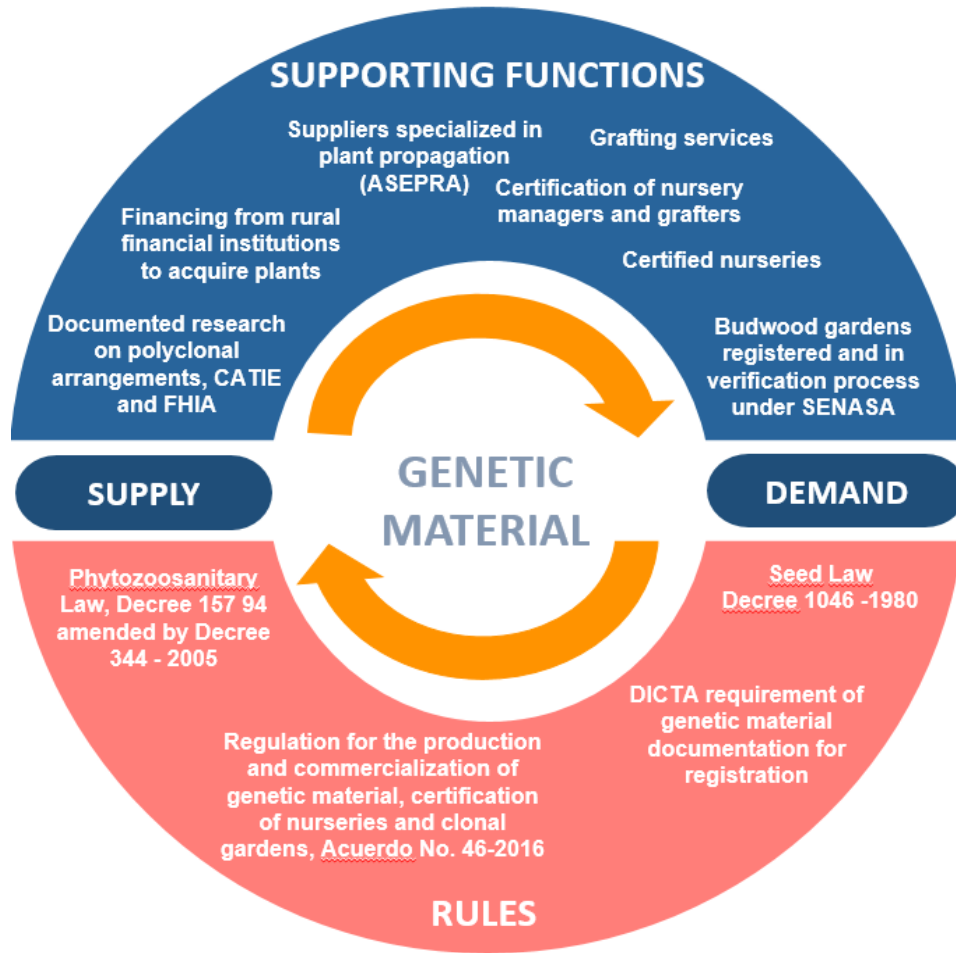 SUPPORTING FUNCTIONS
Suppliers specialized in
plant propagation
(ASEPRA)
Grafting services
Certification of nursery
managers and grafters
Financing from rural
financial institutions
to acquire plants
Certified nurseries
Documented research
on polyclonal
arrangements, CATIE
and FHIA
Budwood gardens
registered and in
verification process
under SENASA
SUPPLY
GENETIC
MATERIAL
DEMAND
Phytozoosanitary
Law, Decree 157 94
amended by Decree
344 - 2005
Seed Law
Decree 1046 -1980
DICTA requirement of
genetic material
documentation for
registration
Regulation for the production
and commercialization of
genetic material, certification
of nurseries and clonal
gardens, Acuerdo No. 46-2016
RULES